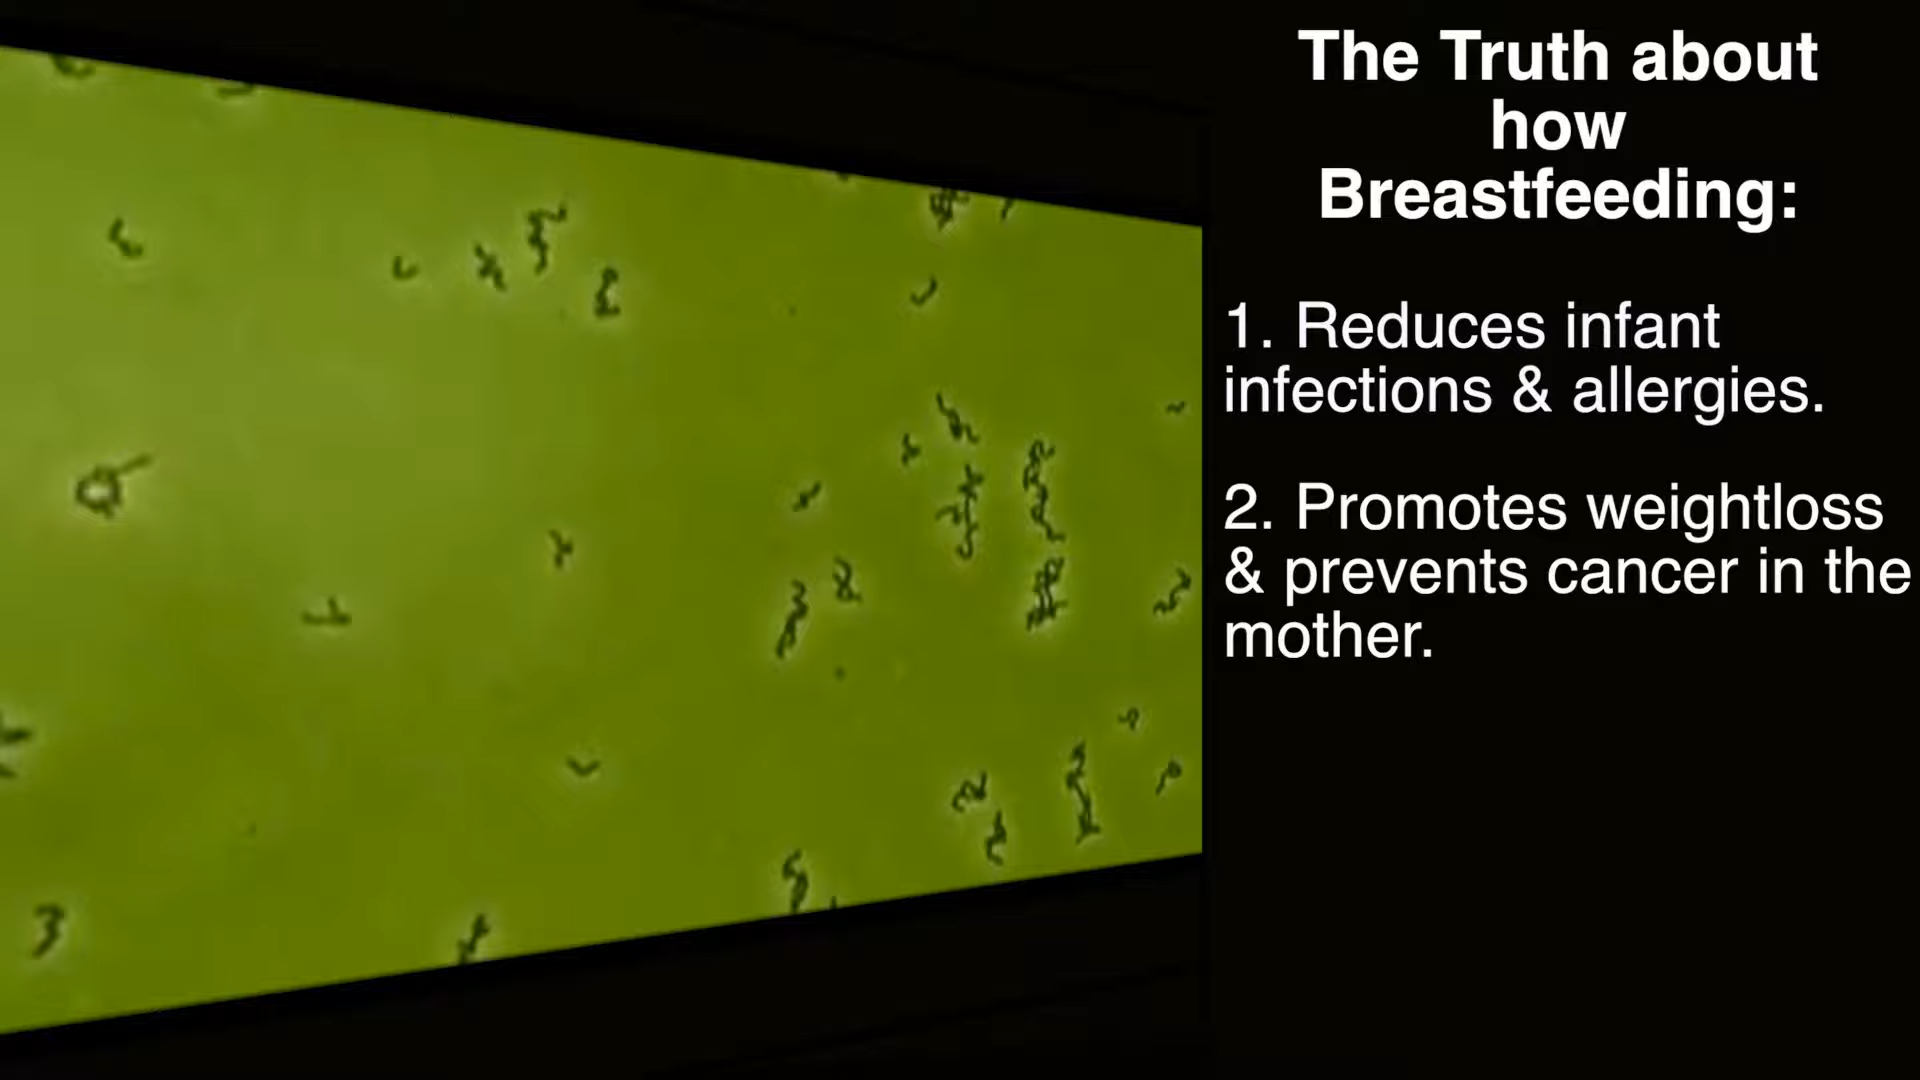 The Truth about
how
Breastfeeding:
1. Reduces infant
infections & allergies.
2. Promotes weightloss
& prevents cancer in the
mother.